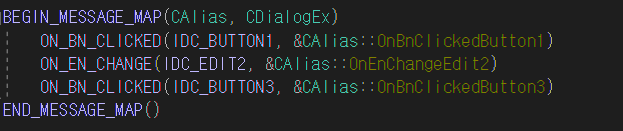 BEGIN_MESSAGE_MAP(CAlias, CDialogEx)
ON_BN_CLICKED(IDC_BUTTON1, &CAlias::OnBnClickedButton1)
ON_EN_CHANGE(IDC_EDIT2, &CAlias::OnEnChangeEdit2)
ON_BN_CLICKED(IDC_BUTTON3, &CAlias::OnBnClickedButton3)
END_MESSAGE_MAP()